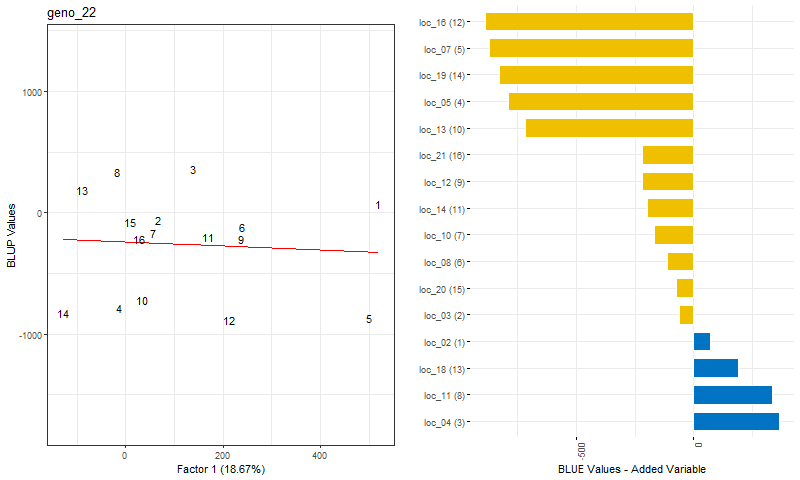 geno_22
BLUP Values
1000
0
-1000
8
3
13
1
15
2
7
16
11
6
9
10
4
14
12
5
0
200
400
Factor 1 (18.67%)
loc_16 (12)
loc_07 (5)
loc_19 (14)
loc_05 (4)
loc_13 (10)
loc_21 (16)
loc_12 (9)
loc_14 (11)
loc_10 (7)
loc_08 (6)
loc_20 (15)
loc_03 (2)
loc_02 (1)
loc_18 (13)
loc_11 (8)
loc_04 (3)
-500
0
BLUE Values - Added Variable